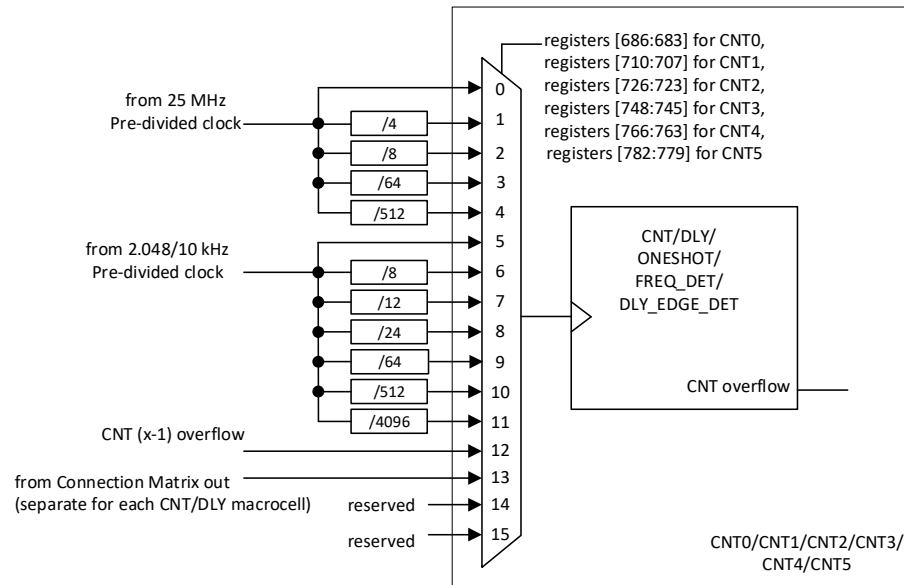 registers [686:683] for CNT0,
registers [710:707] for CNT1,
registers [726:723] for CNT2,
registers [748:745] for CNT3,
registers [766:763] for CNT4,
registers [782:779] for CNT5
from 25 MHz
Pre-divided clock
0
/4
1
/8
2
/64
3
/512
4
from 2.048/10 kHz
Pre-divided clock
5
/8
6
/12
7
/24
8
/64
9
/512
10
/4096
11
CNT (x-1) overflow
12
from Connection Matrix out
(separate for each CNT/DLY macrocell)
13
reserved
14
reserved
15
CNT/DLY/
ONESHOT/
FREQ_DET/
DLY_EDGE_DET
CNT overflow
CNT0/CNT1/CNT2/CNT3/
CNT4/CNT5